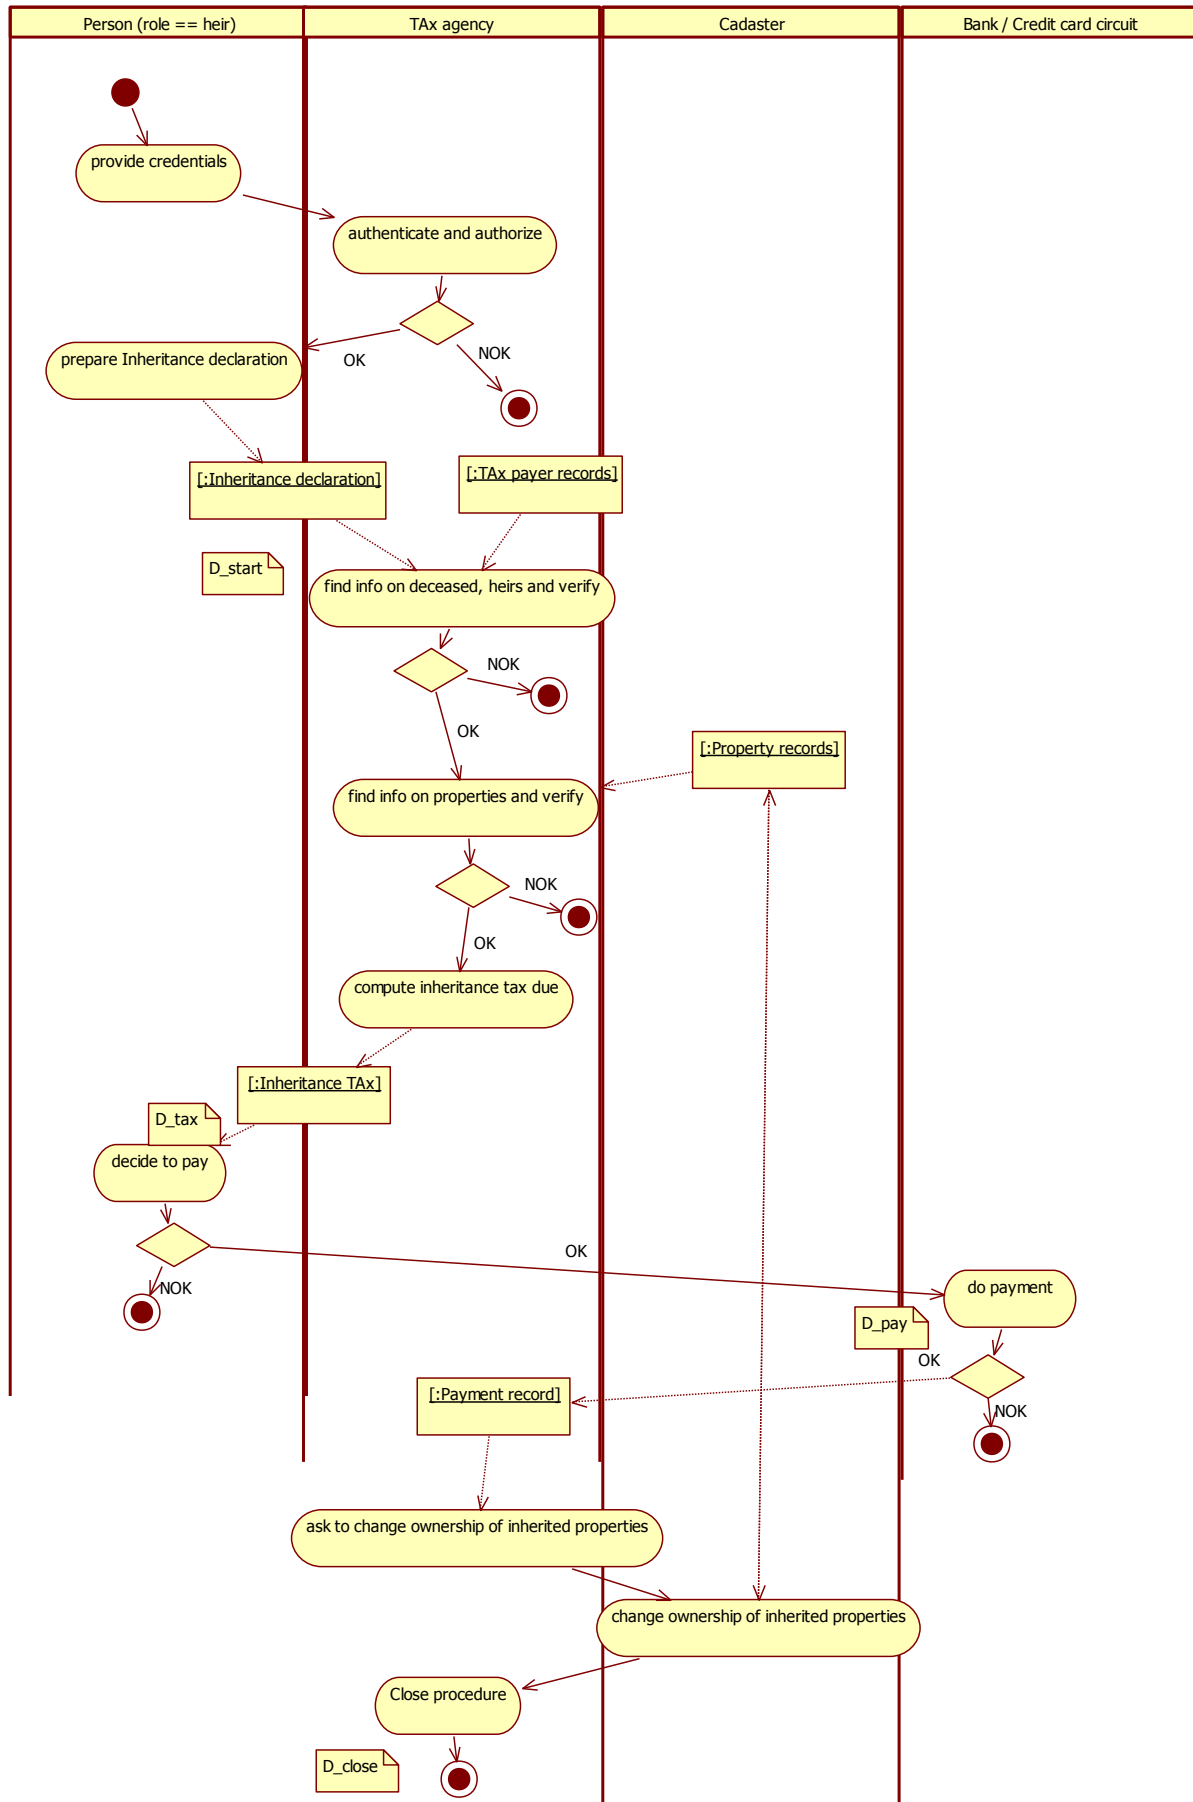 Person (role == heir)
TAx agency
Cadaster
Bank / Credit card circuit
provide credentials
authenticate and authorize
prepare Inheritance declaration
OK
NOK
[:Inheritance declaration]
[:TAx payer records]
D_start
find info on deceased, heirs and verify
NOK
OK
[:Property records]
find info on properties and verify
NOK
OK
compute inheritance tax due
[:Inheritance TAx]
D_tax
decide to pay
OK
NOK
do payment
D_pay
OK
[:Payment record]
NOK
ask to change ownership of inherited properties
change ownership of inherited properties
Close procedure
D_close